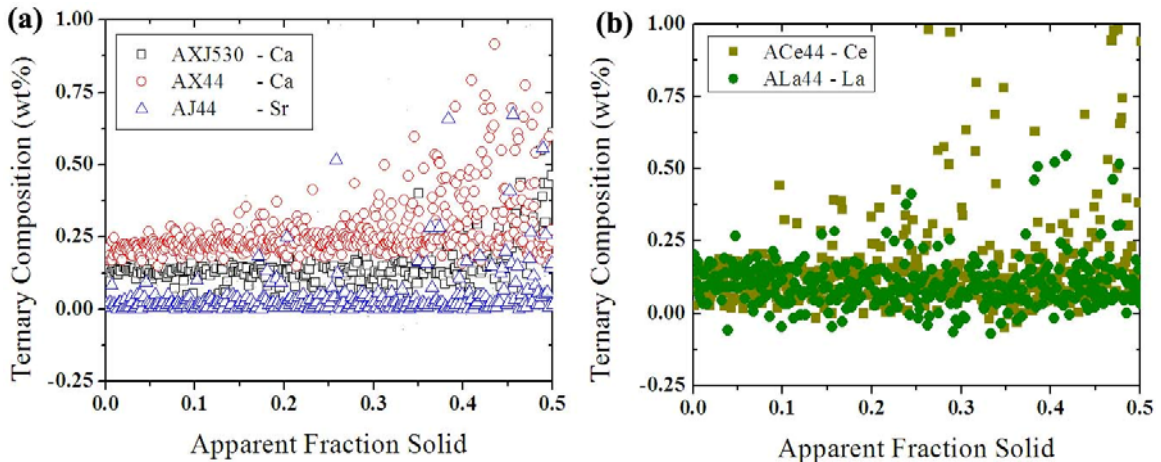 (a)
1.00
0.75
0.50
0.25
0.00
-0.25
Ternary Composition (wt%)
AXJ530 - Ca
AX44 - Ca
AJ44 - Sr
0.0 0.1 0.2 0.3 0.4 0.5
Apparent Fraction Solid
(b)
1.00
0.75
0.50
0.25
0.00
-0.25
Ternary Composition (wt%)
ACe44 - Ce
ALa44 - La
0.0 0.1 0.2 0.3 0.4 0.5
Apparent Fraction Solid